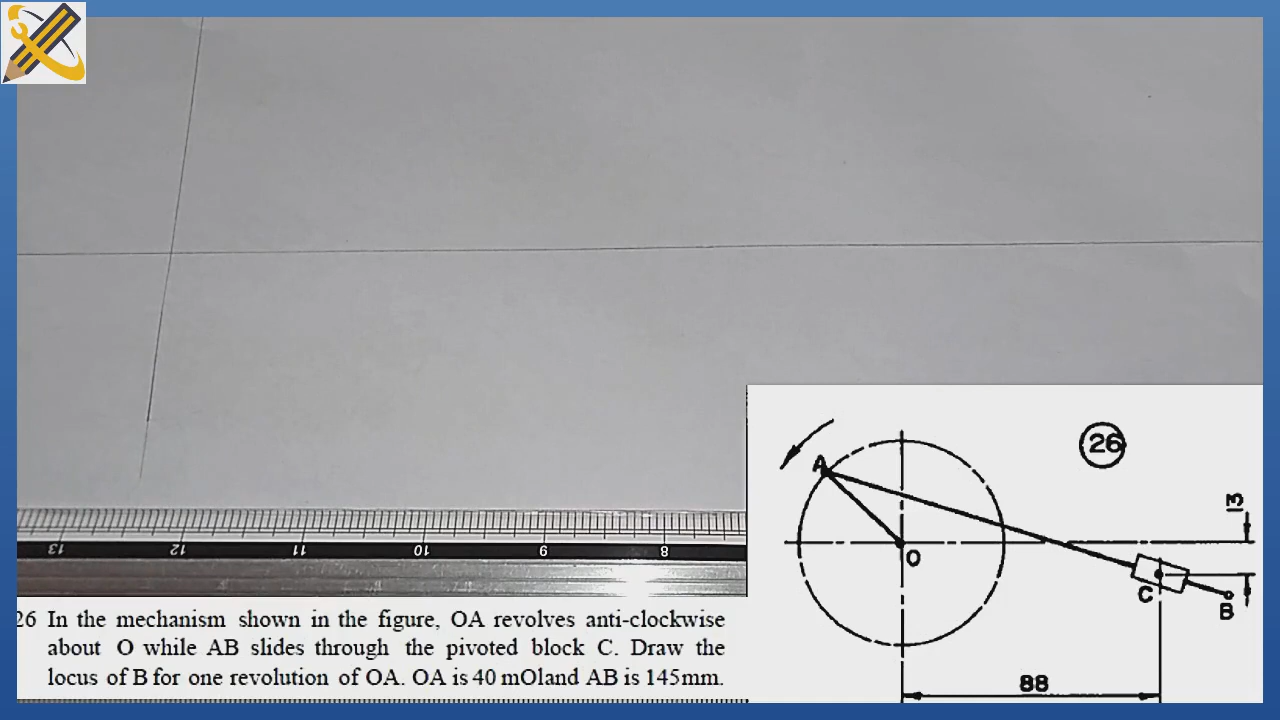 13 12 11 10 9 8
26 In the mechanism shown in the figure, OA revolves anti-clockwise
about O while AB slides through the pivoted block C. Draw the
locus of B for one revolution of OA. OA is 40 mOland AB is 145mm.
26
A
13
O
C
B
88